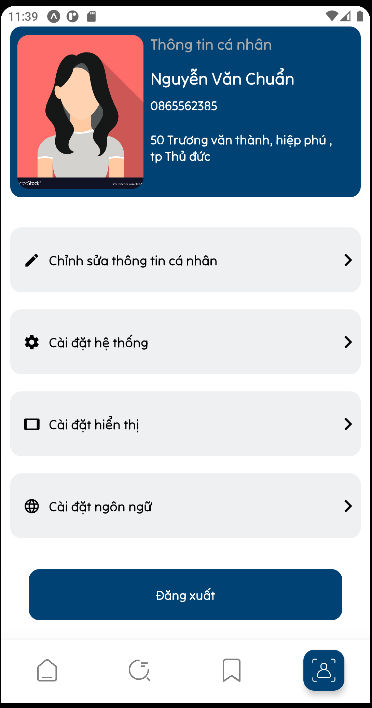 11:39
Thông tin cá nhân
Nguyễn Văn Chuẩn
0865562385
50 Trương văn thành, hiệp phú ,
tp Thủ đức
Chỉnh sửa thông tin cá nhân
Cài đặt hệ thống
Cài đặt hiển thị
Cài đặt ngôn ngữ
Đăng xuất